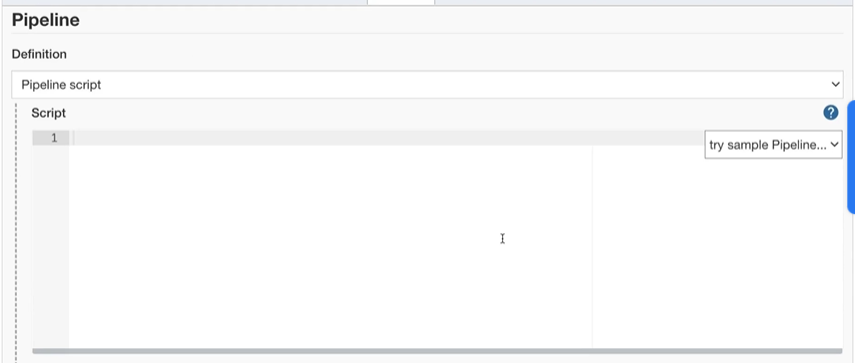 Pipeline
Definition
Pipeline script
Script
?
1
try sample Pipeline...